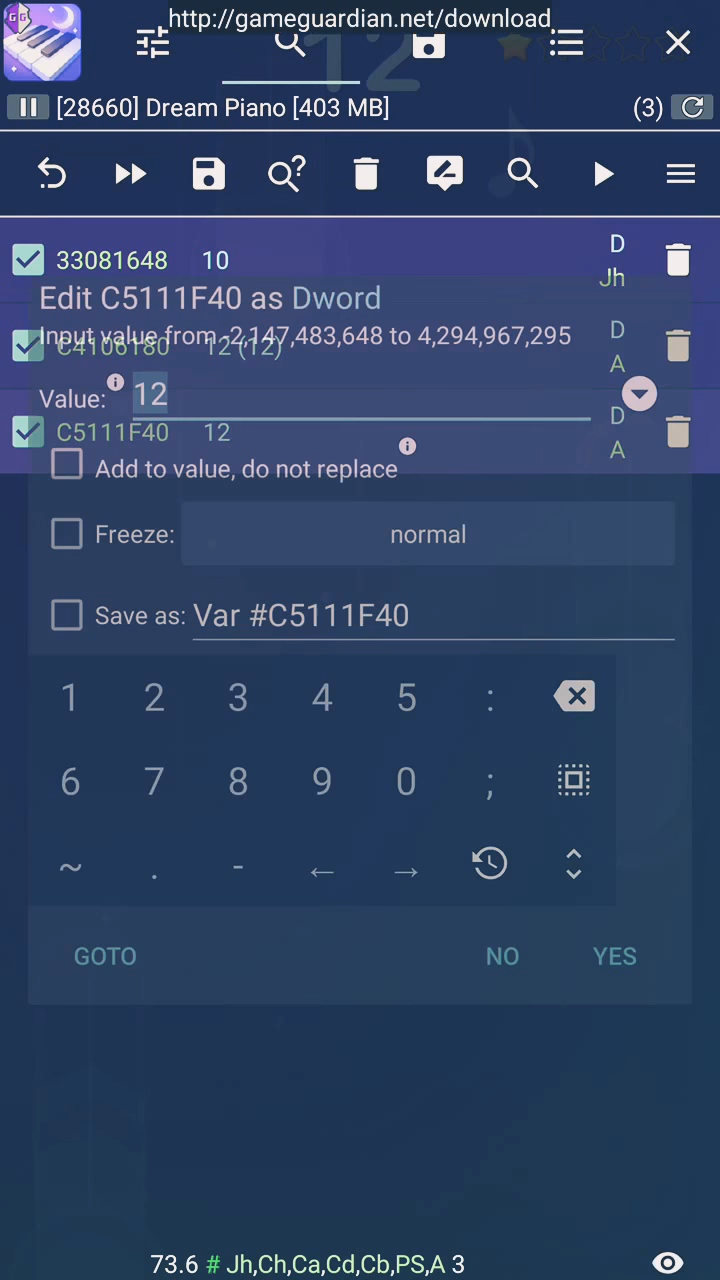 http://gameguardian.net/download
12
[28660] Dream Piano [403 MB] (3)
33081648 10 D
Jh
Edit C5111F40 as Dword
Input value from -2,147,483,648 to 4,294,967,295
C4106180 12 (12) D
A
Value: 12
C5111F40 12 D
A
Add to value, do not replace
Freeze: normal
Save as: Var #C5111F40
1 2 3 4 5 :
6 7 8 9 0 ;
~ . - ← →
GOTO NO YES
73.6 # Jh,Ch,Ca,Cd,Cb,PS,A 3